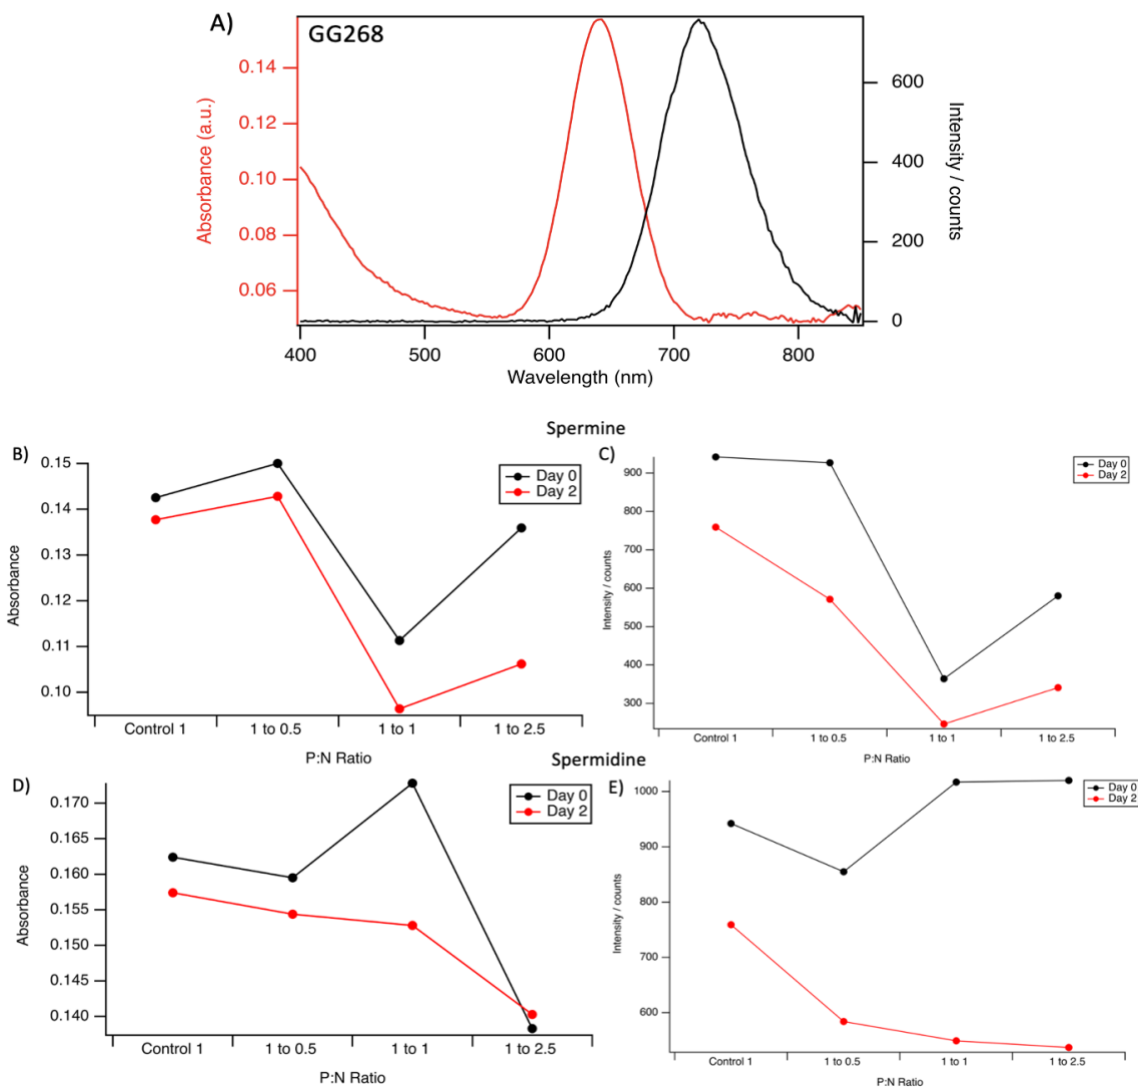 A)
GG268
0.14
0.12
0.10
0.08
0.06
Absorbance (a.u.)
600
400
200
0
Intensity / counts
400 500 600 700 800
Wavelength (nm)
Spermine
B)
0.15
0.14
0.13
0.12
0.11
0.10
Absorbance
Day 0
Day 2
Control 1 1 to 0.5 1 to 1 1 to 2.5
P:N Ratio
C)
900
800
700
600
500
400
300
Intensity / counts
Day 0
Day 2
Control 1 1 to 0.5 1 to 1 1 to 2.5
P:N Ratio
Spermidine
D)
0.170
0.165
0.160
0.155
0.150
0.145
0.140
Absorbance
Day 0
Day 2
Control 1 1 to 0.5 1 to 1 1 to 2.5
P:N Ratio
E)
1000
900
800
700
600
Intensity / counts
Day 0
Day 2
Control 1 1 to 0.5 1 to 1 1 to 2.5
P:N Ratio